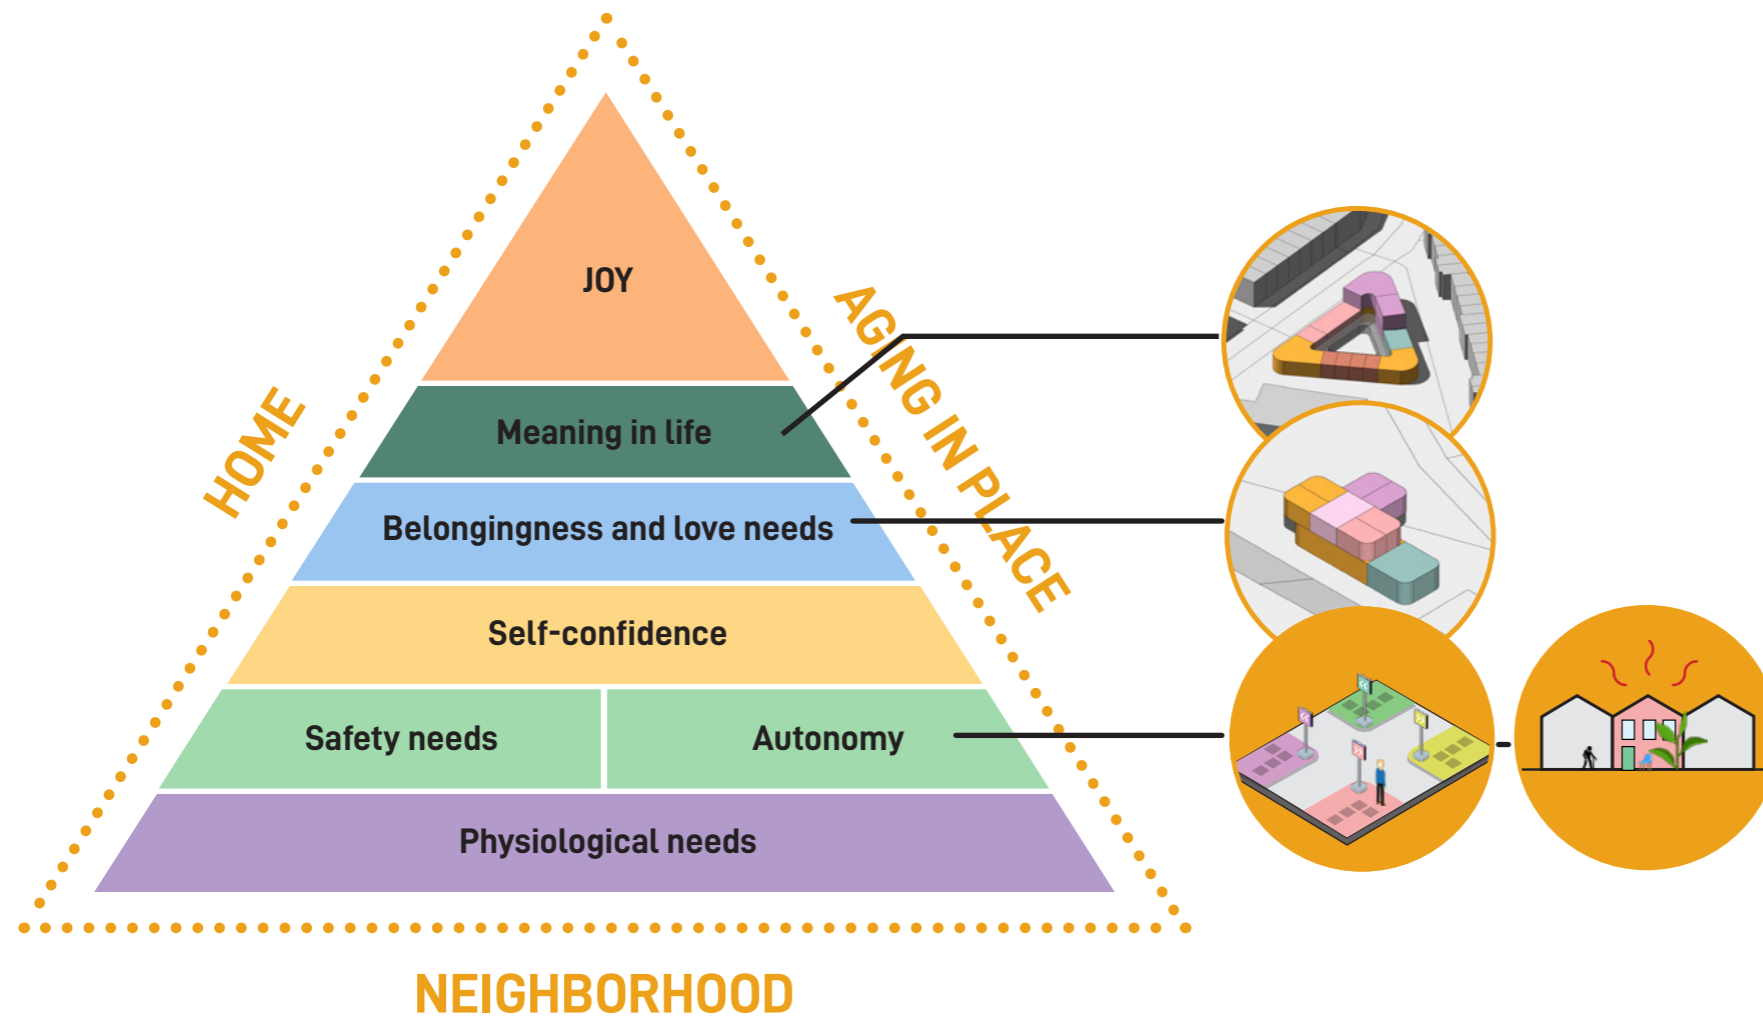 JOY
HOME
AGING IN PLACE
Meaning in life
Belongingness and love needs
Self-confidence
Safety needs
Autonomy
Physiological needs
NEIGHBORHOOD